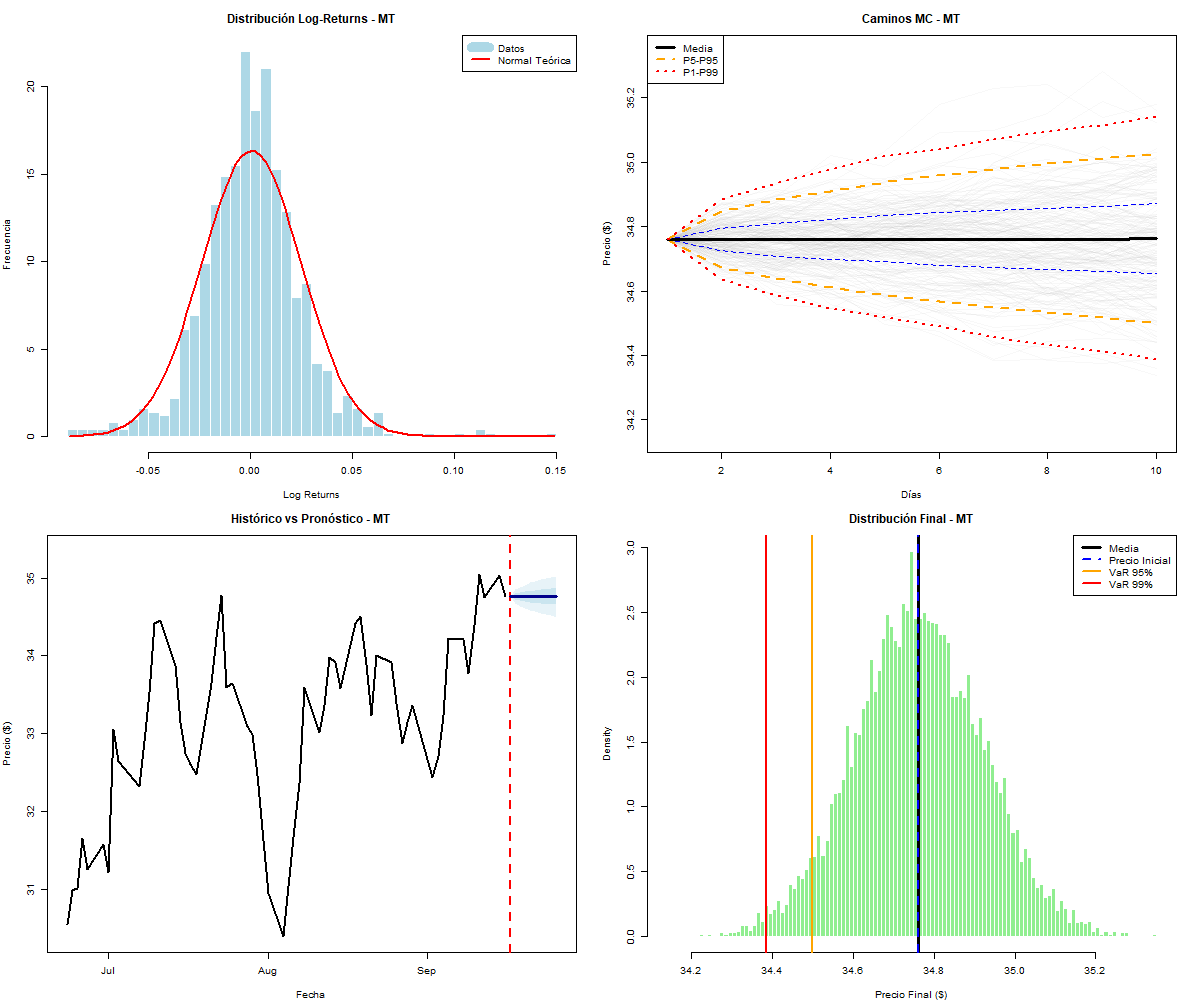 Distribución Log-Returns - MT
Datos
Normal Teórica
Frecuencia
0
5
10
15
20
-0.05
0.00
0.05
0.10
0.15
Log Returns
Caminos MC - MT
Media
P5-P95
P1-P99
Precio ($)
34.2
34.4
34.6
34.8
35.0
35.2
2
4
6
8
10
Días
Histórico vs Pronóstico - MT
Precio ($)
31
32
33
34
35
Jul
Aug
Sep
Fecha
Distribución Final - MT
Media
Precio Inicial
VaR 95%
VaR 99%
Density
0.0
0.5
1.0
1.5
2.0
2.5
3.0
34.2
34.4
34.6
34.8
35.0
35.2
Precio Final ($)